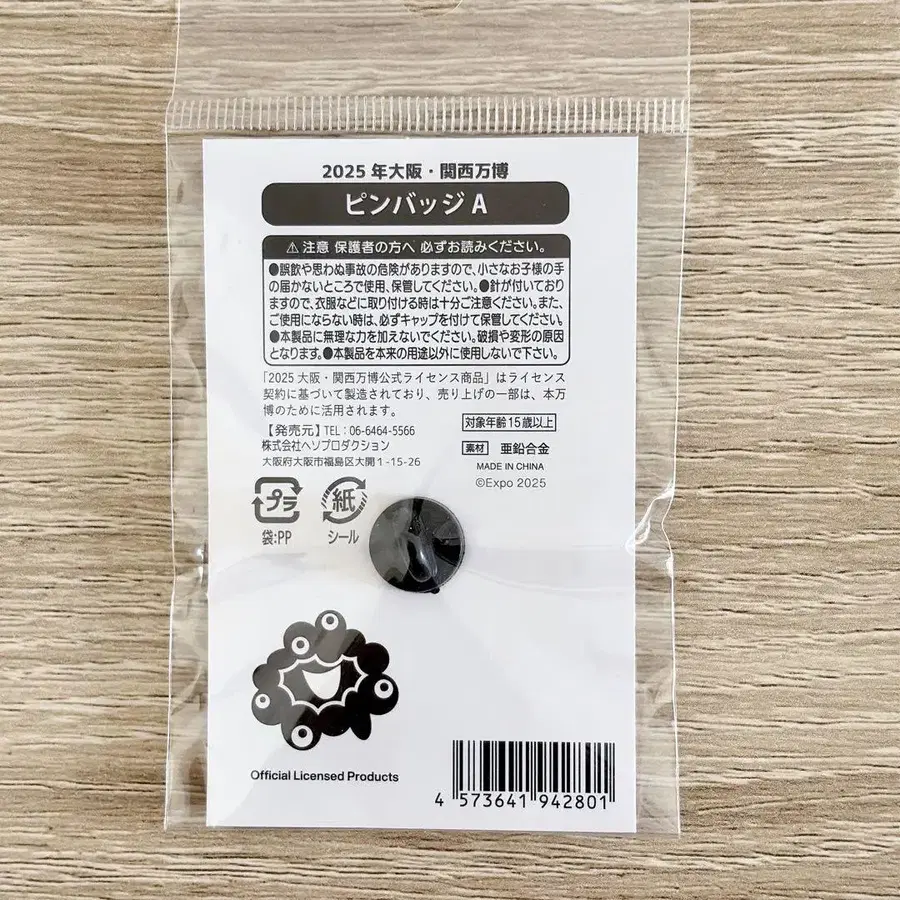 2025年大阪・関西万博
ピンバッジA
⚠注意 保護者の方へ 必ずお読みください。
●誤飲や思わぬ事故の危険がありますので、小さなお子様の手
の届かないところで使用、保管してください。●針が付いており
ますので、衣服などに取り付ける時は十分ご注意ください。また、
ご使用にならない時は、必ずキャップを付けて保管してください。
●本製品に無理な力を加えないでください。破損や変形の原因
となります。●本製品を本来の用途以外に使用しないで下さい。
「2025 大阪・関西万博公式ライセンス商品」はライセンス
契約に基づいて製造されており、売り上げの一部は、本万
博のために活用されます。
対象年齢15歳以上
【発売元】TEL：06-6464-5566
株式会社ヘソプロダクション
大阪府大阪市福島区大開1-15-26
素材 亜鉛合金
MADE IN CHINA
©Expo 2025
プラ
袋:PP
紙
シール
Official Licensed Products
4 573641 942801